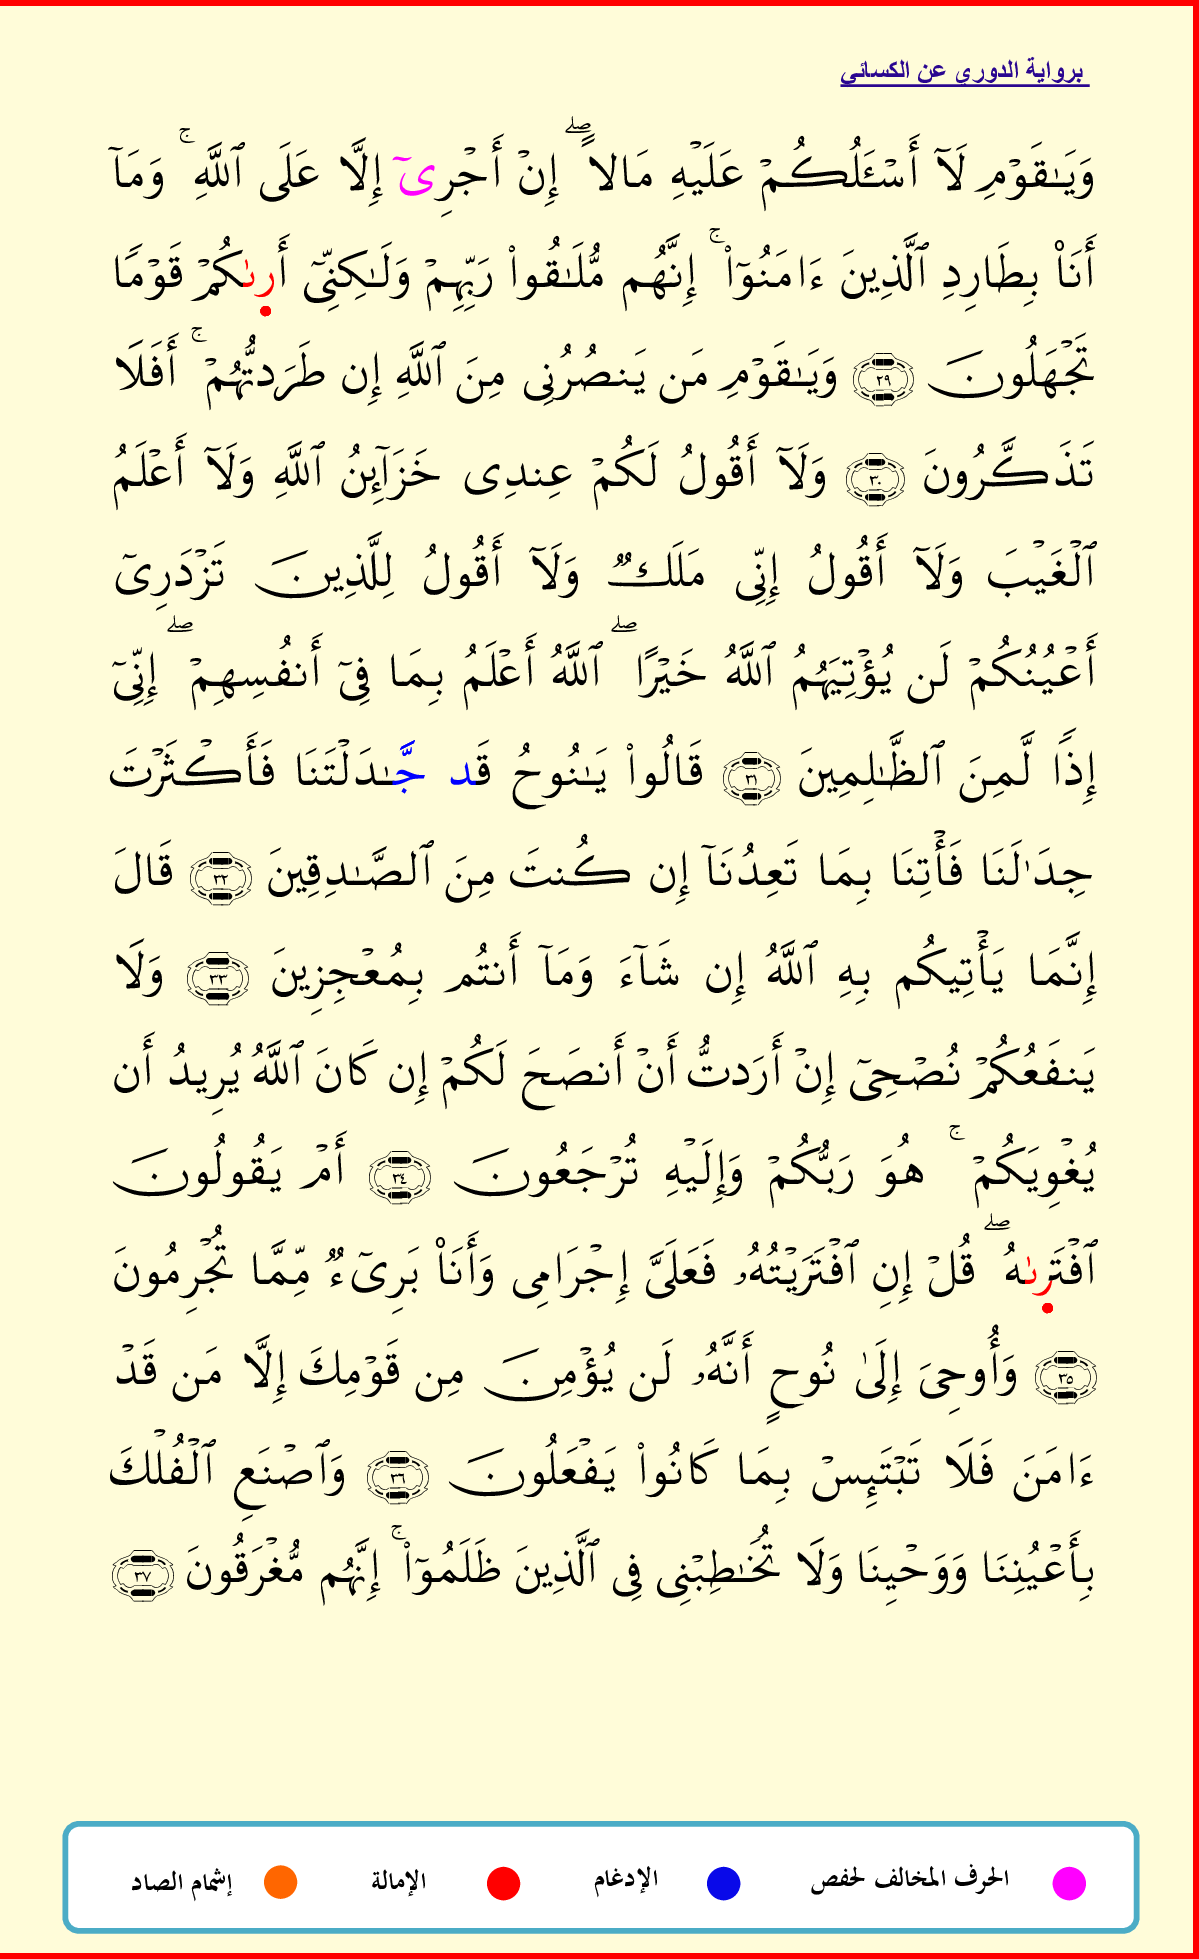 برواية الدوري عن الكسائي
وَيَـٰقَوۡمِ لَآ أَسۡـَٔلُكُمۡ عَلَيۡهِ مَالًاۖ إِنۡ أَجۡرِىٓ إِلَّا عَلَى ٱللَّهِۚ وَمَآ
أَنَا۠ بِطَارِدِ ٱلَّذِينَ ءَامَنُوٓا۟ۚ إِنَّهُم مُّلَـٰقُوا۟ رَبِّهِمۡ وَلَـٰكِنِّىٓ أَرىٰكُمۡ قَوۡمًا
تَجۡهَلُونَ ٢٩ وَيَـٰقَوۡمِ مَن يَنصُرُنِى مِنَ ٱللَّهِ إِن طَرَدتُّهُمۡۚ أَفَلَا
تَذَكَّرُونَ ٣٠ وَلَآ أَقُولُ لَكُمۡ عِندِى خَزَآئِنُ ٱللَّهِ وَلَآ أَعۡلَمُ
ٱلۡغَيۡبَ وَلَآ أَقُولُ إِنِّى مَلَكٌ وَلَآ أَقُولُ لِلَّذِينَ تَزۡدَرِىٓ
أَعۡيُنُكُمۡ لَن يُؤۡتِيَهُمُ ٱللَّهُ خَيۡرًاۖ ٱللَّهُ أَعۡلَمُ بِمَا فِىٓ أَنفُسِهِمۡۖ إِنِّىٓ
إِذًا لَّمِنَ ٱلظَّـٰلِمِينَ ٣١ قَالُوا۟ يَـٰنُوحُ قَد جَّـٰدَلۡتَنَا فَأَكۡثَرۡتَ
جِدَٰلَنَا فَأۡتِنَا بِمَا تَعِدُنَآ إِن كُنتَ مِنَ ٱلصَّـٰدِقِينَ ٣٢ قَالَ
إِنَّمَا يَأۡتِيكُم بِهِ ٱللَّهُ إِن شَآءَ وَمَآ أَنتُم بِمُعۡجِزِينَ ٣٣ وَلَا
يَنفَعُكُمۡ نُصۡحِىٓ إِنۡ أَرَدتُّ أَنۡ أَنصَحَ لَكُمۡ إِن كَانَ ٱللَّهُ يُرِيدُ أَن
يُغۡوِيَكُمۡۚ هُوَ رَبُّكُمۡ وَإِلَيۡهِ تُرۡجَعُونَ ٣٤ أَمۡ يَقُولُونَ
ٱفۡتَرىٰهُۖ قُلۡ إِنِ ٱفۡتَرَيۡتُهُۥ فَعَلَىَّ إِجۡرَامِى وَأَنَا۠ بَرِىٓءٌ مِّمَّا تُجۡرِمُونَ
٣٥ وَأُوحِىَ إِلَىٰ نُوحٍ أَنَّهُۥ لَن يُؤۡمِنَ مِن قَوۡمِكَ إِلَّا مَن قَدۡ
ءَامَنَ فَلَا تَبۡتَئِسۡ بِمَا كَانُوا۟ يَفۡعَلُونَ ٣٦ وَٱصۡنَعِ ٱلۡفُلۡكَ
بِأَعۡيُنِنَا وَوَحۡيِنَا وَلَا تُخَـٰطِبۡنِى فِى ٱلَّذِينَ ظَلَمُوٓا۟ۚ إِنَّهُم مُّغۡرَقُونَ ٣٧
الحرف المخالف لحفص الإدغام الإمالة إشمام الصاد